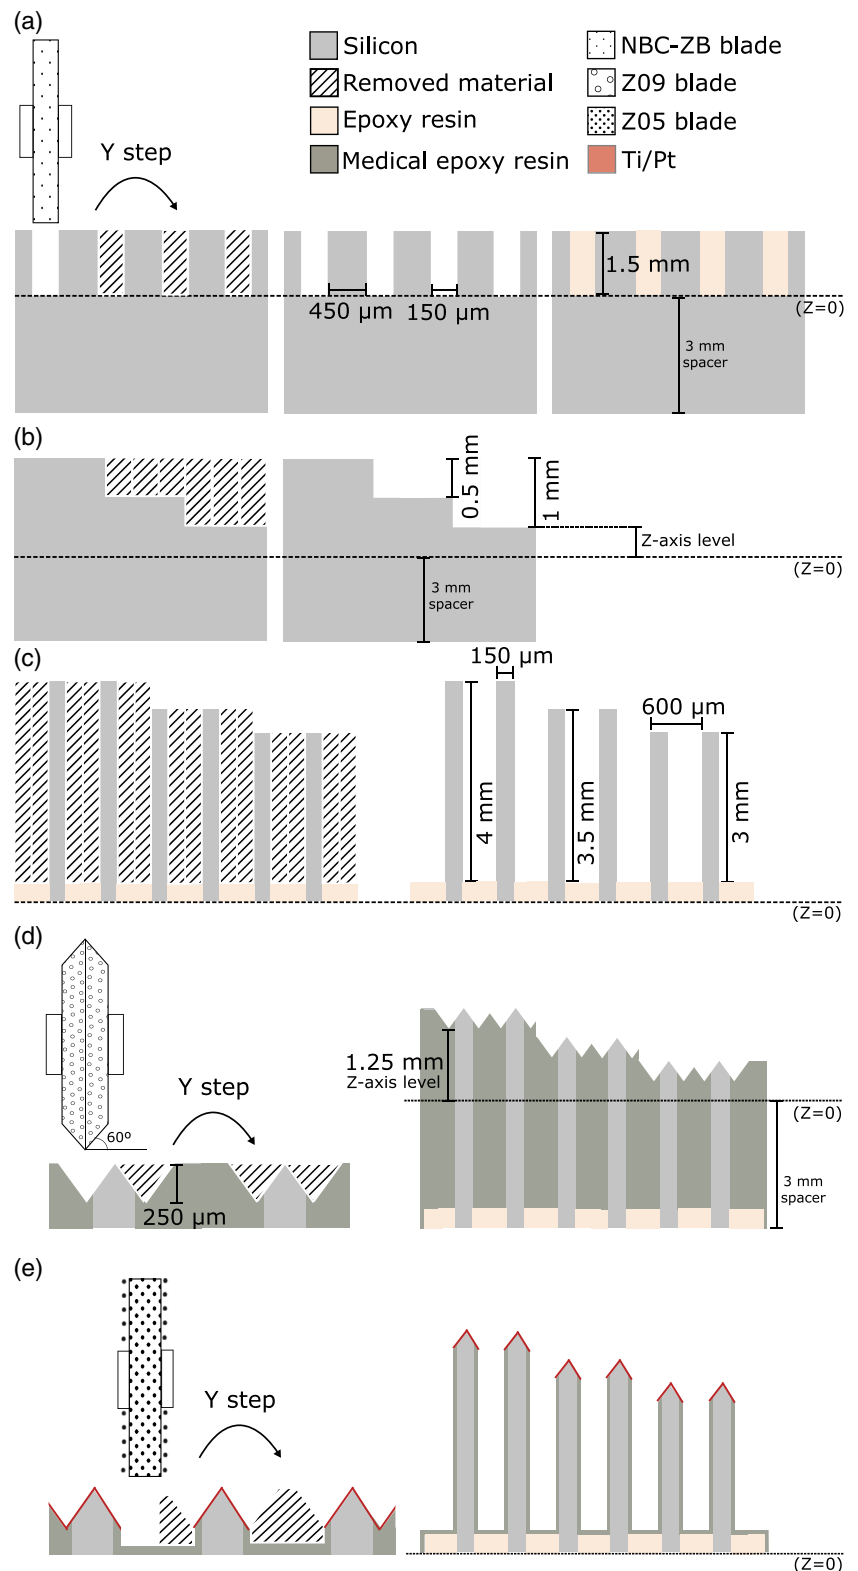 (a)
Silicon
NBC-ZB blade
Removed material
Z09 blade
Epoxy resin
Z05 blade
Medical epoxy resin
Ti/Pt
Y step
1.5 mm
450 µm
150 µm
(Z=0)
3 mm
spacer
(b)
0.5 mm
1 mm
Z-axis level
(Z=0)
3 mm
spacer
(c)
150 µm
600 µm
4 mm
3.5 mm
3 mm
(Z=0)
(d)
60º
Y step
250 µm
1.25 mm
Z-axis level
(Z=0)
3 mm
spacer
(e)
Y step
(Z=0)